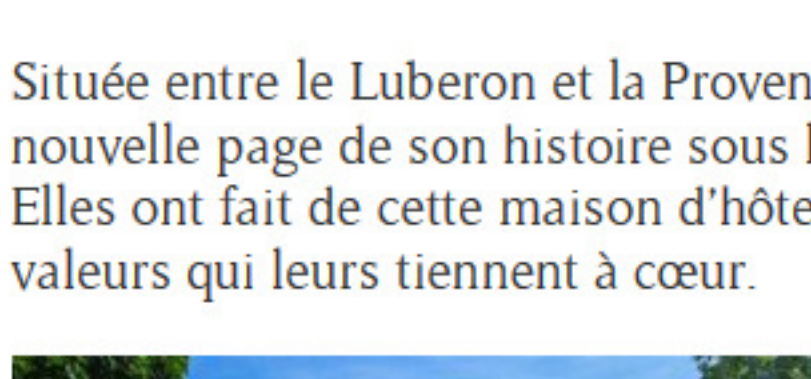 Située entre le Luberon et la Proven
nouvelle page de son histoire sous
Elles ont fait de cette maison d'hôte
valeurs qui leurs tiennent à cœur.